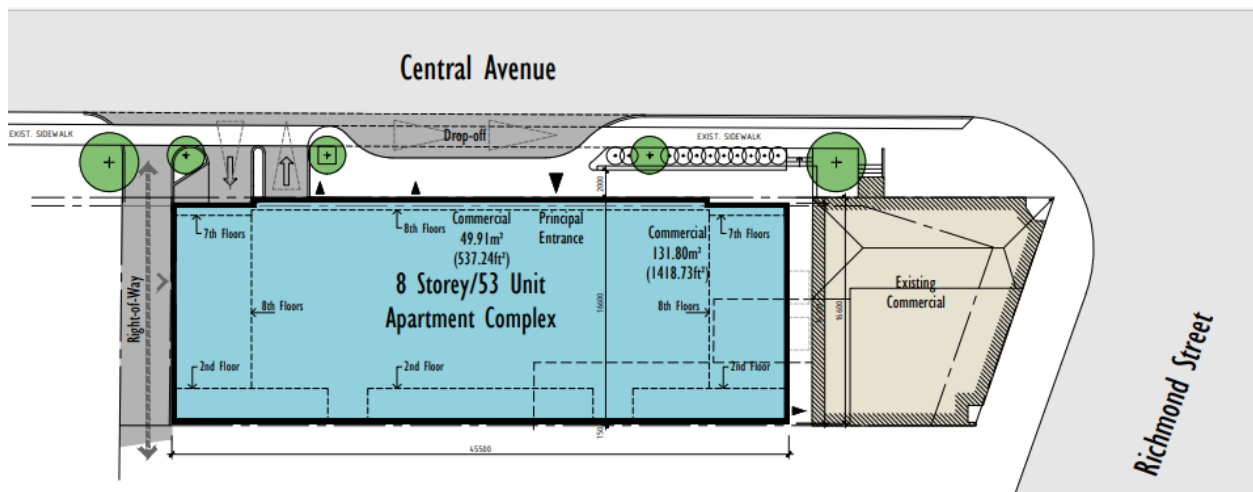 Central Avenue
EXIST. SIDEWALK
Drop-off
EXIST. SIDEWALK
2000
7th Floors
8th Floors
Commercial
49.91m²
(537.24ft²)
Principal
Entrance
Commercial
131.80m²
(1418.73ft²)
7th Floors
Right-of-Way
8th Floors
8 Storey/53 Unit
Apartment Complex
16600
8th Floors
16600
Existing
Commercial
2nd Floor
2nd Floor
2nd Floor
45500
Richmond Street